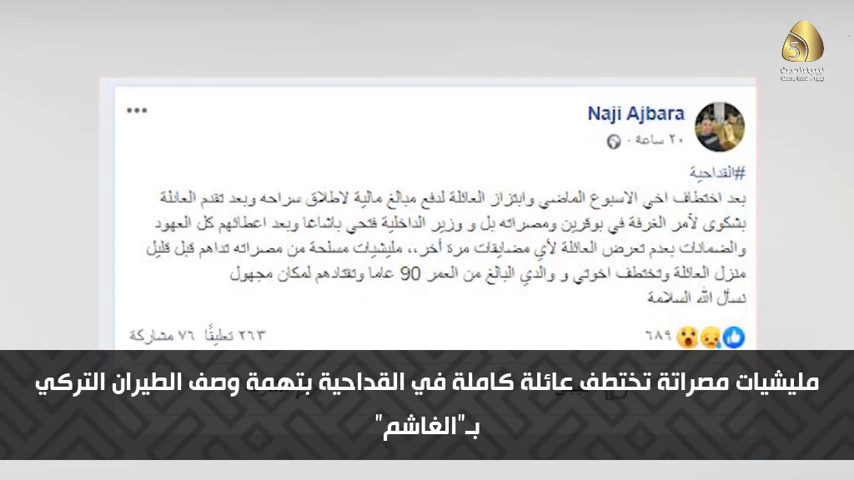 ليبيا الحدث
Naji Ajbara
٢٠ ساعة ·
#القداحية
بعد اختطاف اخي الاسبوع الماضي وابتزاز العائلة لدفع مبالغ مالية لاطلاق سراحه وبعد تقدم العائلة
بشكوى لأمر الغرفة في بوقرين ومصراته بل و وزير الداخلية فتحي باشاغا وبعد اعطائهم كل العهود
والضمانات بعدم تعرض العائلة لأي مضايقات مرة أخر،، مليشيات مسلحة من مصراته تداهم قبل قليل
منزل العائلة وتختطف اخوتي و والدي البالغ من العمر 90 عاما وتقتادهم لمكان مجهول
نسأل الله السلامة
٦٨٩
٢٦٣ تعليقًا ٧٦ مشاركة
مليشيات مصراتة تختطف عائلة كاملة في القداحية بتهمة وصف الطيران التركي
بـ"الغاشم"